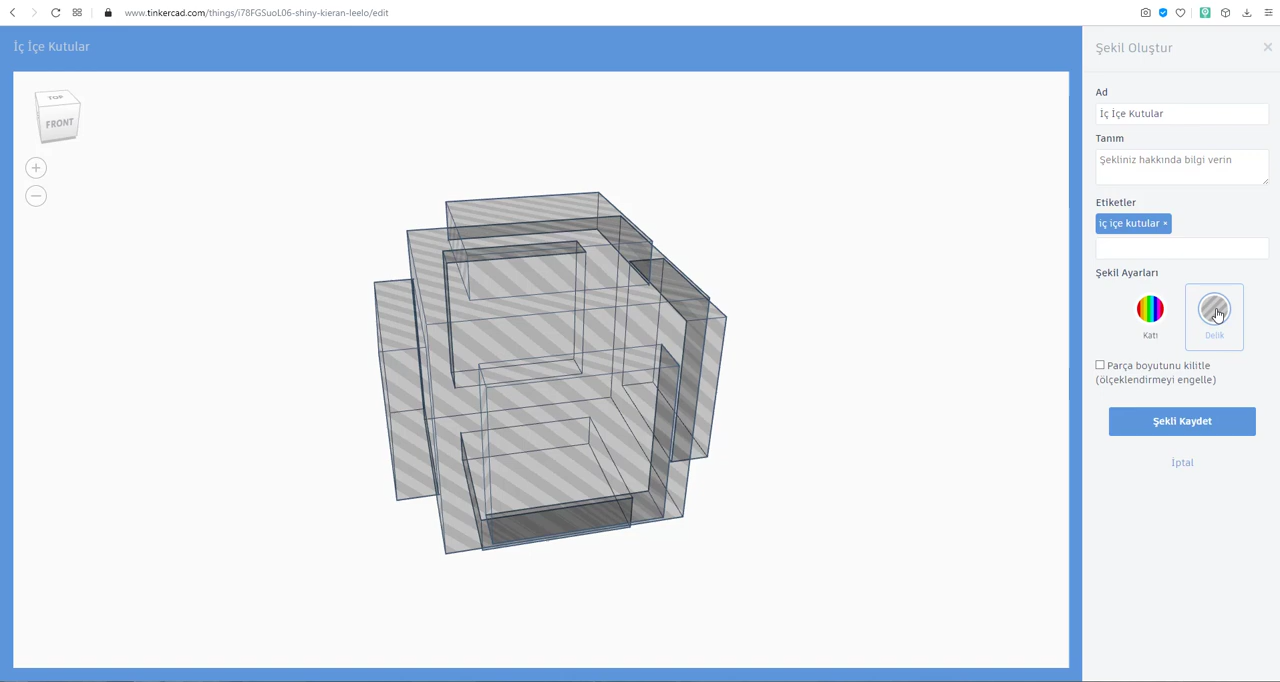 www.tinkercad.com/things/i78FGSuoL06-shiny-kieran-leelo/edit
İç İçe Kutular
Şekil Oluştur
TOP
FRONT
Ad
İç İçe Kutular
Tanım
Şekliniz hakkında bilgi verin
Etiketler
iç içe kutular ×
Şekil Ayarları
Katı
Delik
Parça boyutunu kilitle
(ölçeklendirmeyi engelle)
Şekli Kaydet
İptal